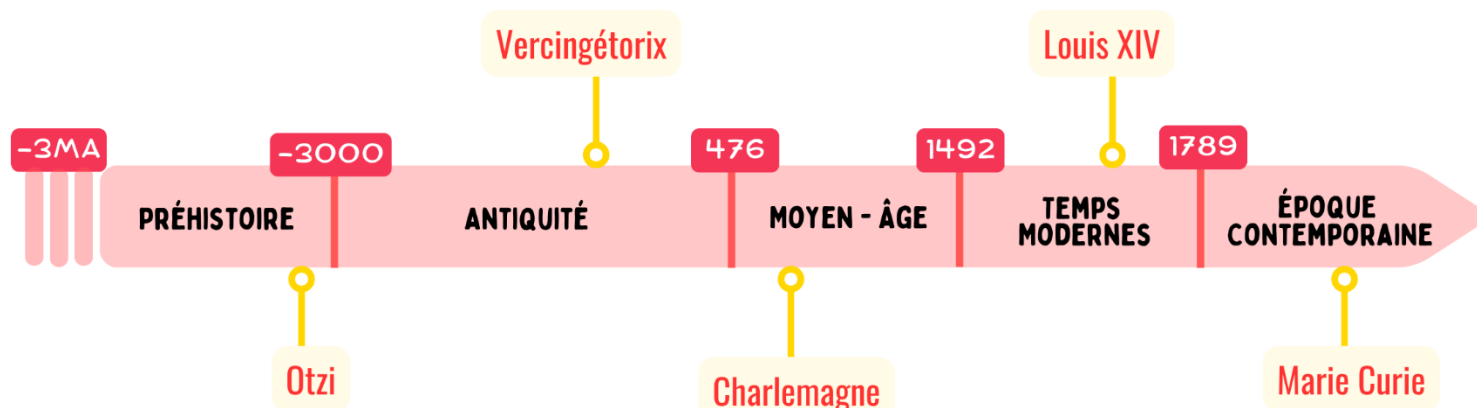 Vercingétorix
Louis XIV
-3MA
-3000
476
1492
1789
PRÉHISTOIRE
ANTIQUITÉ
MOYEN - ÂGE
TEMPS
MODERNES
ÉPOQUE
CONTEMPORAINE
Otzi
Charlemagne
Marie Curie